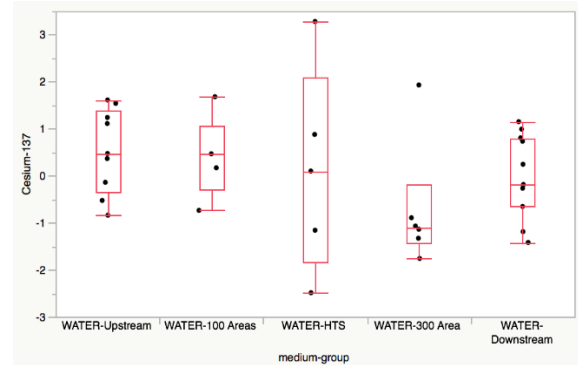 Cesium-137
3
2
1
0
-1
-2
-3
WATER-Upstream
WATER-100 Areas
WATER-HTS
WATER-300 Area
WATER-
Downstream
medium-group